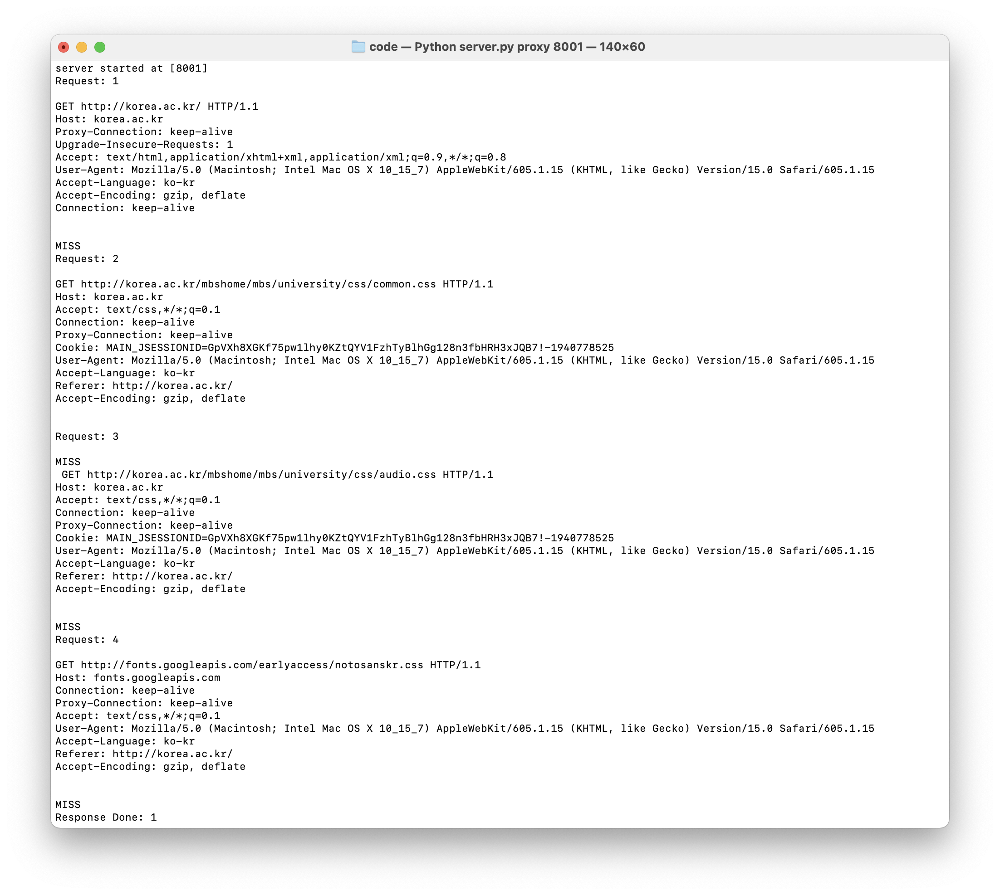 code — Python server.py proxy 8001 — 140×60
server started at [8001]
Request: 1
GET http://korea.ac.kr/ HTTP/1.1
Host: korea.ac.kr
Proxy-Connection: keep-alive
Upgrade-Insecure-Requests: 1
Accept: text/html,application/xhtml+xml,application/xml;q=0.9,*/*;q=0.8
User-Agent: Mozilla/5.0 (Macintosh; Intel Mac OS X 10_15_7) AppleWebKit/605.1.15 (KHTML, like Gecko) Version/15.0 Safari/605.1.15
Accept-Language: ko-kr
Accept-Encoding: gzip, deflate
Connection: keep-alive
MISS
Request: 2
GET http://korea.ac.kr/mbshome/mbs/university/css/common.css HTTP/1.1
Host: korea.ac.kr
Accept: text/css,*/*;q=0.1
Connection: keep-alive
Proxy-Connection: keep-alive
Cookie: MAIN_JSESSIONID=GpVXh8XGKf75pw1lhy0KZtQYV1FzhTyBlhGg128n3fbHRH3xJQB7!-1940778525
User-Agent: Mozilla/5.0 (Macintosh; Intel Mac OS X 10_15_7) AppleWebKit/605.1.15 (KHTML, like Gecko) Version/15.0 Safari/605.1.15
Accept-Language: ko-kr
Referer: http://korea.ac.kr/
Accept-Encoding: gzip, deflate
Request: 3
MISS
GET http://korea.ac.kr/mbshome/mbs/university/css/audio.css HTTP/1.1
Host: korea.ac.kr
Accept: text/css,*/*;q=0.1
Connection: keep-alive
Proxy-Connection: keep-alive
Cookie: MAIN_JSESSIONID=GpVXh8XGKf75pw1lhy0KZtQYV1FzhTyBlhGg128n3fbHRH3xJQB7!-1940778525
User-Agent: Mozilla/5.0 (Macintosh; Intel Mac OS X 10_15_7) AppleWebKit/605.1.15 (KHTML, like Gecko) Version/15.0 Safari/605.1.15
Accept-Language: ko-kr
Referer: http://korea.ac.kr/
Accept-Encoding: gzip, deflate
MISS
Request: 4
GET http://fonts.googleapis.com/earlyaccess/notosanskr.css HTTP/1.1
Host: fonts.googleapis.com
Connection: keep-alive
Proxy-Connection: keep-alive
Accept: text/css,*/*;q=0.1
User-Agent: Mozilla/5.0 (Macintosh; Intel Mac OS X 10_15_7) AppleWebKit/605.1.15 (KHTML, like Gecko) Version/15.0 Safari/605.1.15
Accept-Language: ko-kr
Referer: http://korea.ac.kr/
Accept-Encoding: gzip, deflate
MISS
Response Done: 1